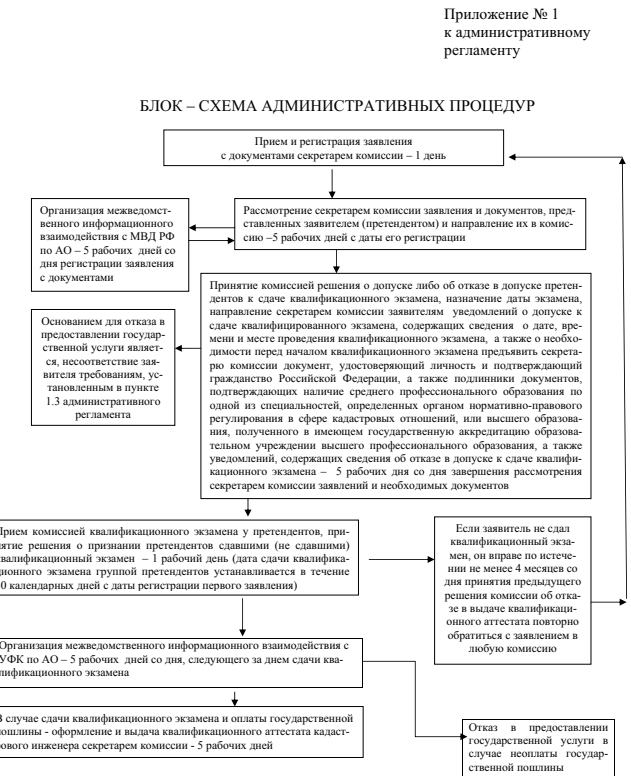 Приложение № 1
к административному
регламенту
БЛОК – СХЕМА АДМИНИСТРАТИВНЫХ ПРОЦЕДУР
Прием и регистрация заявления
с документами секретарем комиссии – 1 день
Организация межведомст-
венного информационного
взаимодействия с МВД РФ
по АО – 5 рабочих дней со
дня регистрации заявления
с документами
Рассмотрение секретарем комиссии заявления и документов, пред-
ставленных заявителем (претендентом) и направление их в комис-
сию –5 рабочих дней с даты его регистрации
Принятие комиссией решения о допуске либо об отказе в допуске претен-
дентов к сдаче квалификационного экзамена, назначение даты экзамена,
направление секретарем комиссии заявителям уведомлений о допуске к
сдаче квалифицированного экзамена, содержащих сведения о дате, вре-
мени и месте проведения квалификационного экзамена, а также о необхо-
димости перед началом квалификационного экзамена предъявить секрета-
рю комиссии документ, удостоверяющий личность и подтверждающий
гражданство Российской Федерации, а также подлинники документов,
подтверждающих наличие среднего профессионального образования по
одной из специальностей, определенных органом нормативно-правового
регулирования в сфере кадастровых отношений, или высшего образова-
ния, полученного в имеющем государственную аккредитацию образова-
тельном учреждении высшего профессионального образования, а также
уведомлений, содержащих сведения об отказе в допуске к сдаче квалифи-
кационного экзамена – 5 рабочих дня со дня завершения рассмотрения
секретарем комиссии заявлений и необходимых документов
Основанием для отказа в
предоставлении государ-
ственной услуги являет-
ся, несоответствие зая-
вителя требованиям, ус-
тановленным в пункте
1.3 административного
регламента
Прием комиссией квалификационного экзамена у претендентов, при-
нятие решения о признании претендентов сдавшими (не сдавшими)
квалификационный экзамен – 1 рабочий день (дата сдачи квалифика-
ционного экзамена группой претендентов устанавливается в течение
0 календарных дней с даты регистрации первого заявления)
Если заявитель не сдал
квалификационный экза-
мен, он вправе по истече-
нии не менее 4 месяцев со
дня принятия предыдущего
решения комиссии об отка-
зе в выдаче квалификаци-
онного аттестата повторно
обратиться с заявлением в
любую комиссию
Организация межведомственного информационного взаимодействия с
УФК по АО – 5 рабочих дней со дня, следующего за днем сдачи ква-
лификационного экзамена
В случае сдачи квалификационного экзамена и оплаты государственной
пошлины - оформление и выдача квалификационного аттестата кадаст-
рового инженера секретарем комиссии - 5 рабочих дней
Отказ в предоставлении
государственной услуги в
случае неоплаты государ-
ственной пошлины